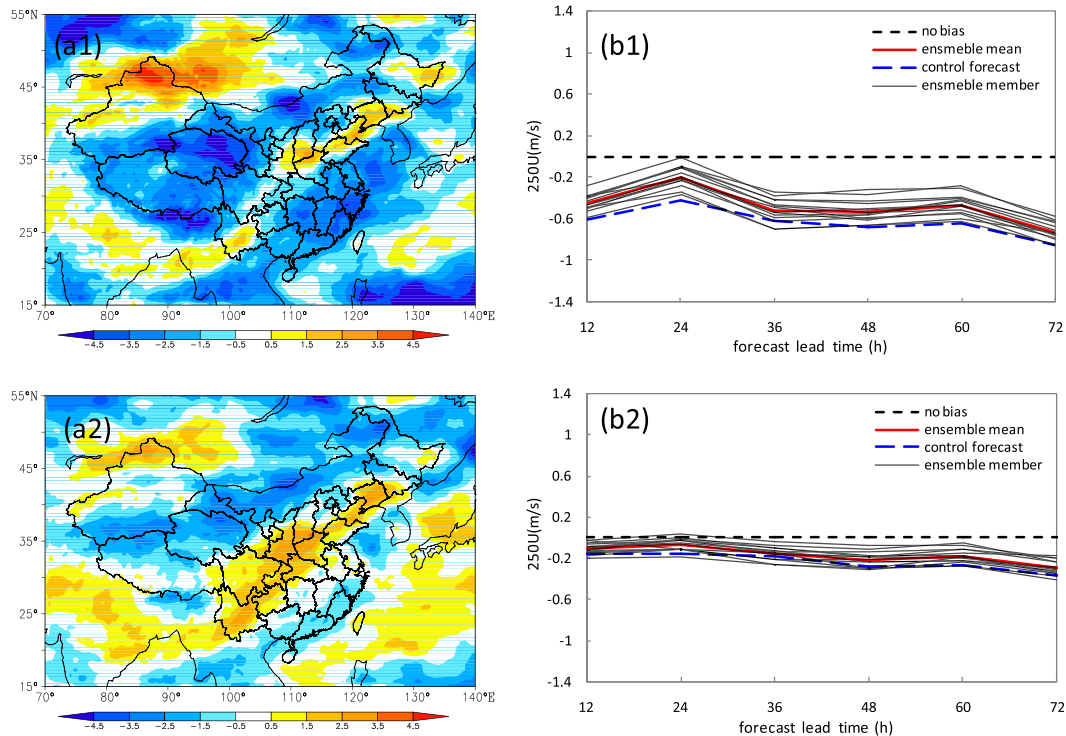 55°N
45°
35°
25°
15°
70° 80° 90° 100° 110° 120° 130° 140°E
(a1)
-4.5 -3.5 -2.5 -1.5 -0.5 0.5 1.5 2.5 3.5 4.5
(b1)
1.4
1
0.6
0.2
-0.2
-0.6
-1
-1.4
250U(m/s)
no bias
ensmeble mean
control forecast
ensmeble member
12 24 36 48 60 72
forecast lead time (h)
55°N
45°
35°
25°
15°
70° 80° 90° 100° 110° 120° 130° 140°E
(a2)
-4.5 -3.5 -2.5 -1.5 -0.5 0.5 1.5 2.5 3.5 4.5
(b2)
1.4
1
0.6
0.2
-0.2
-0.6
-1
-1.4
250U(m/s)
no bias
ensemble mean
control forecast
ensemble member
12 24 36 48 60 72
forecast lead time (h)